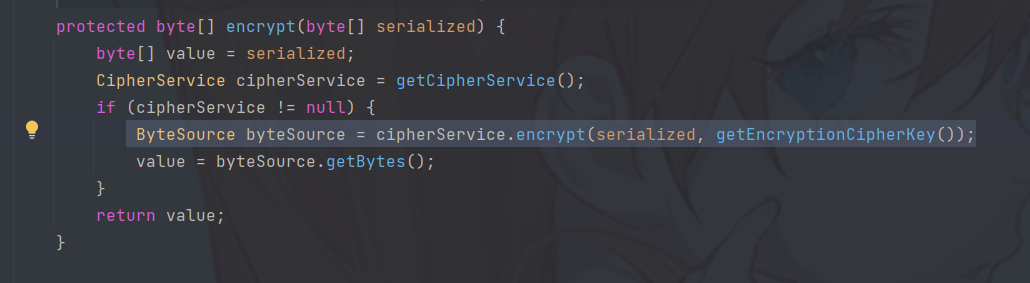 protected byte[] encrypt(byte[] serialized) {
    byte[] value = serialized;
    CipherService cipherService = getCipherService();
    if (cipherService != null) {
        ByteSource byteSource = cipherService.encrypt(serialized, getEncryptionCipherKey());
        value = byteSource.getBytes();
    }
    return value;
}